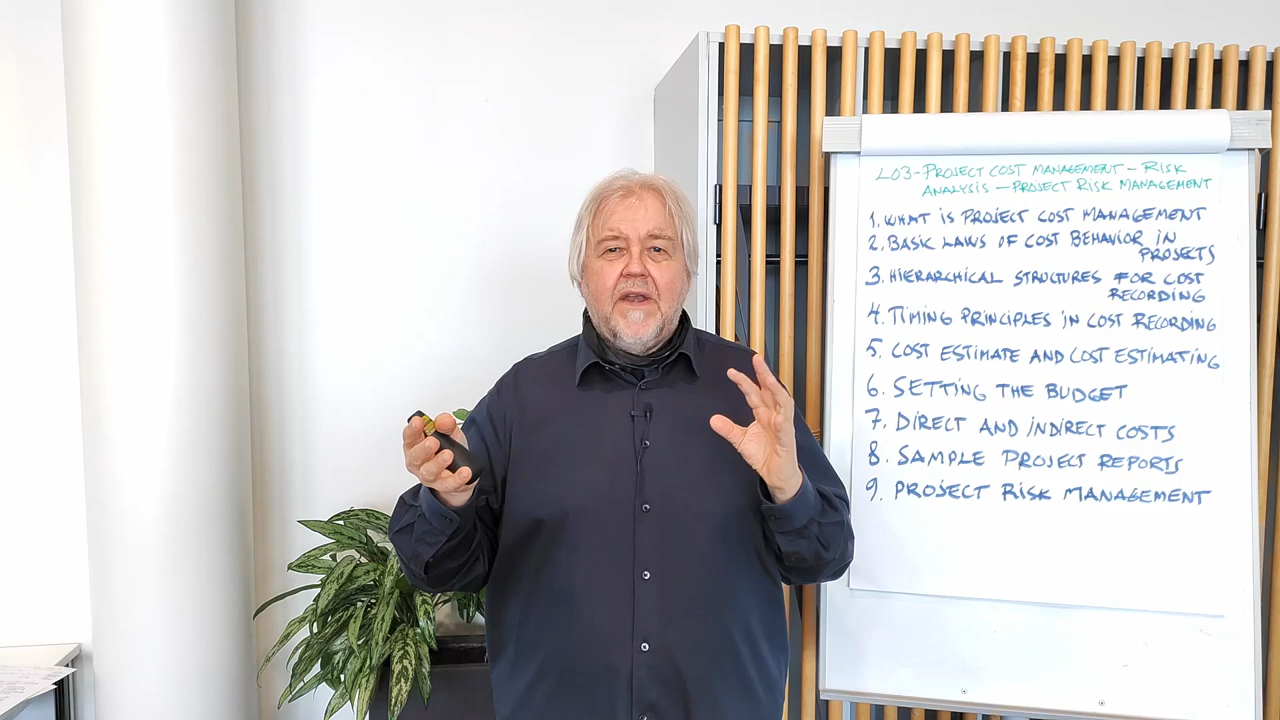 L03-PROJECT COST MANAGEMENT - RISK
ANALYSIS - PROJECT RISK MANAGEMENT
1. WHAT IS PROJECT COST MANAGEMENT
2. BASIC LAWS OF COST BEHAVIOR IN
PROJECTS
3. HIERARCHICAL STRUCTURES FOR COST
RECORDING
4. TIMING PRINCIPLES IN COST RECORDING
5. COST ESTIMATE AND COST ESTIMATING
6. SETTING THE BUDGET
7. DIRECT AND INDIRECT COSTS
8. SAMPLE PROJECT REPORTS
9. PROJECT RISK MANAGEMENT